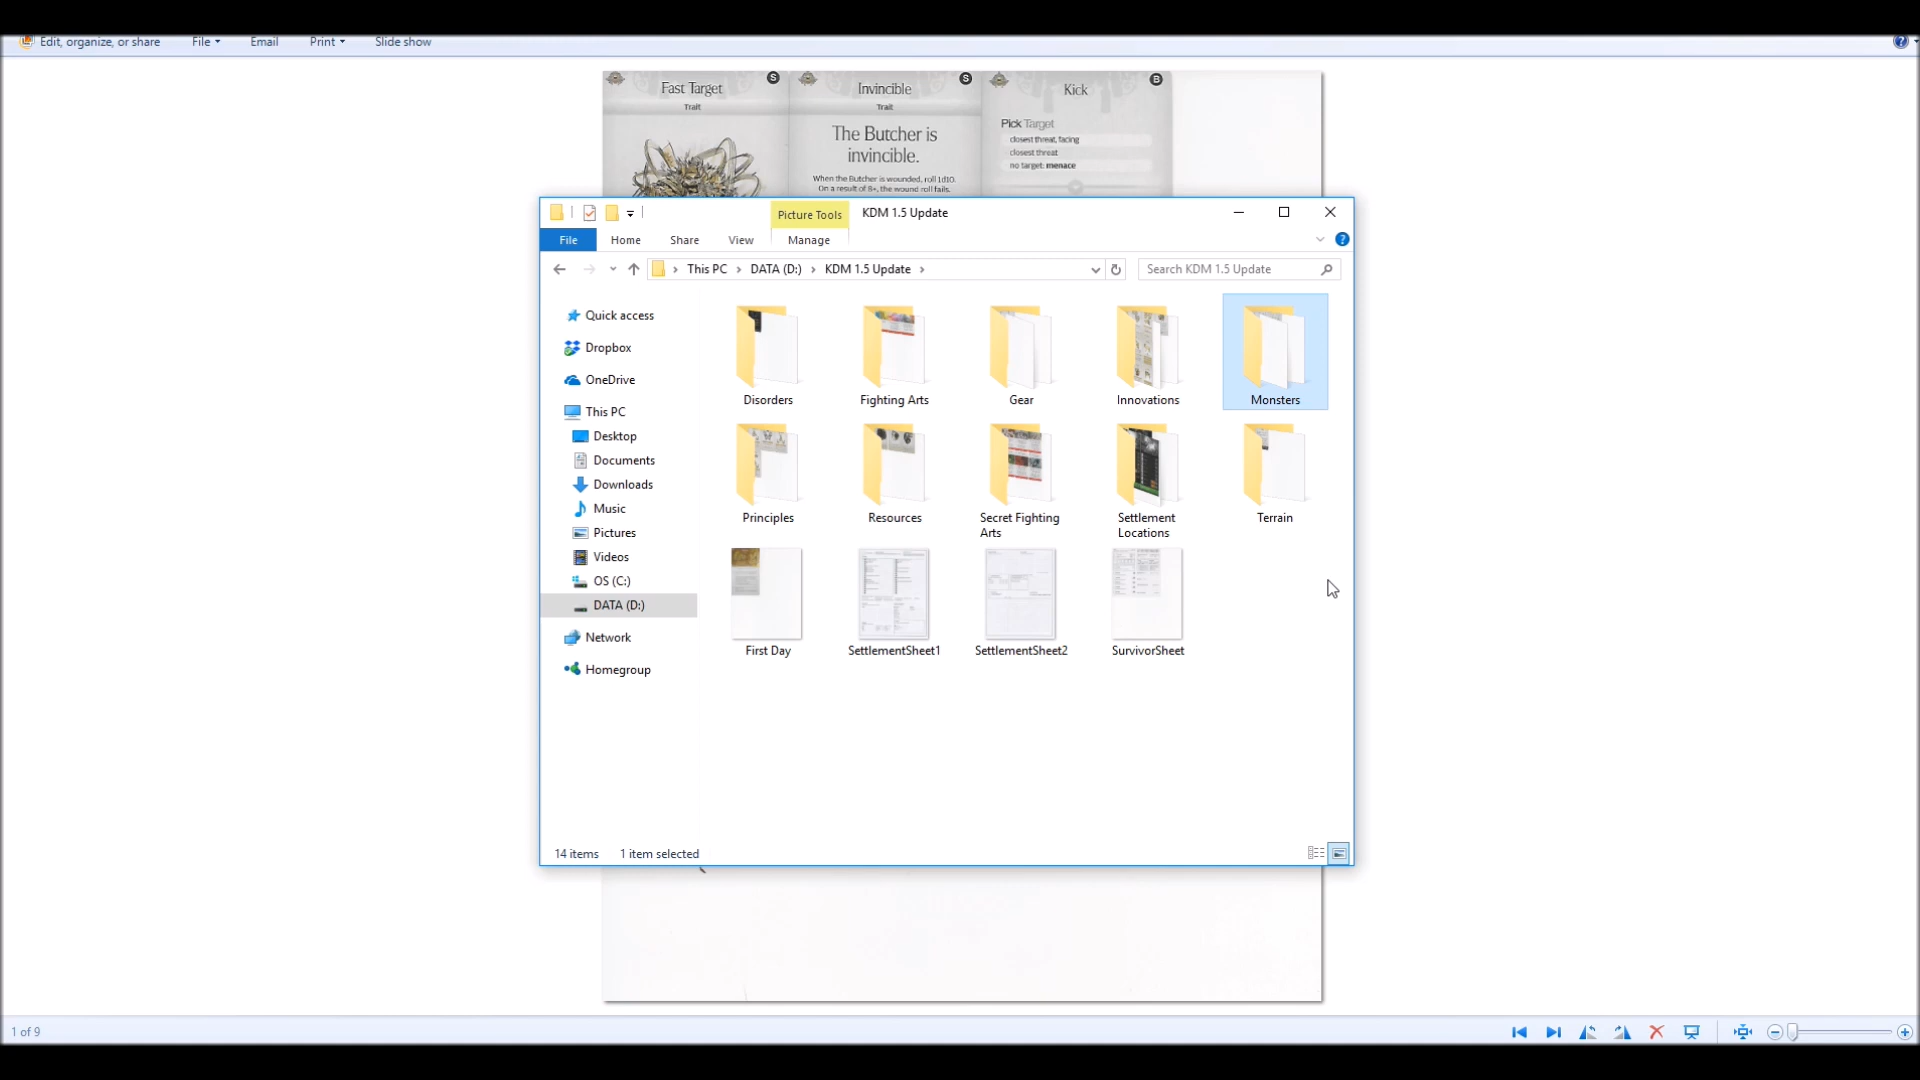 Edit, organize, or share File Email Print Slide show
S S B
Fast Target Invincible Kick
Trait Trait
Pick Target
The Butcher is
invincible.
closest threat, facing
closest threat
no target: menace
When the Butcher is wounded, roll 1d10.
On a result of 8+, the wound roll fails.
Picture Tools KDM 1.5 Update
File Home Share View Manage
This PC DATA (D:) KDM 1.5 Update Search KDM 1.5 Update
Quick access
Dropbox
OneDrive
This PC
Desktop
Documents
Downloads
Music
Pictures
Videos
OS (C:)
DATA (D:)
Network
Homegroup
Disorders Fighting Arts Gear Innovations Monsters
Principles Resources Secret Fighting
Arts Settlement
Locations Terrain
First Day SettlementSheet1 SettlementSheet2 SurvivorSheet
14 items 1 item selected
1 of 9